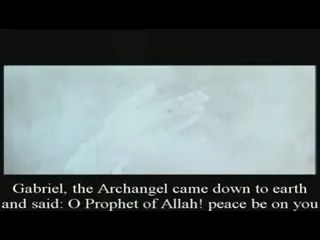 Gabriel, the Archangel came down to earth
and said: O Prophet of Allah! peace be on you